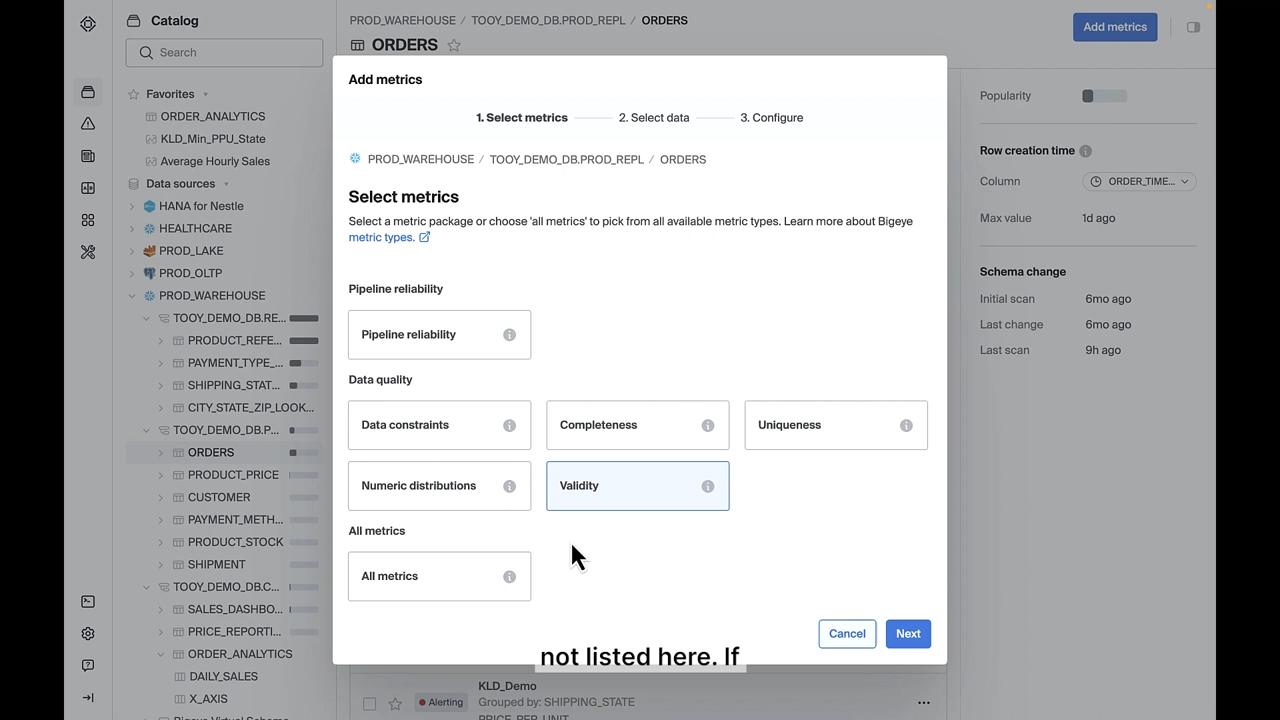 Catalog
Search
Favorites
ORDER_ANALYTICS
KLD_Min_PPU_State
Average Hourly Sales
Data sources
HANA for Nestle
HEALTHCARE
PROD_LAKE
PROD_OLTP
PROD_WAREHOUSE
TOOY_DEMO_DB.RE...
PRODUCT_REFE...
PAYMENT_TYPE_...
SHIPPING_STAT...
CITY_STATE_ZIP_LOOK...
TOOY_DEMO_DB.P...
ORDERS
PRODUCT_PRICE
CUSTOMER
PAYMENT_METH...
PRODUCT_STOCK
SHIPMENT
TOOY_DEMO_DB.C...
SALES_DASHBO...
PRICE_REPORTI...
ORDER_ANALYTICS
DAILY_SALES
X_AXIS
PROD_WAREHOUSE / TOOY_DEMO_DB.PROD_REPL / ORDERS
ORDERS
Add metrics
Add metrics
1. Select metrics 2. Select data 3. Configure
PROD_WAREHOUSE / TOOY_DEMO_DB.PROD_REPL / ORDERS
Select metrics
Select a metric package or choose 'all metrics' to pick from all available metric types. Learn more about Bigeye
metric types.
Pipeline reliability
Pipeline reliability
Data quality
Data constraints Completeness Uniqueness
Numeric distributions Validity
All metrics
All metrics
Cancel Next
not listed here. If
KLD_Demo
Alerting Grouped by: SHIPPING_STATE
PRICE_PER_UNIT
Popularity
Row creation time
Column ORDER_TIME...
Max value 1d ago
Schema change
Initial scan 6mo ago
Last change 6mo ago
Last scan 9h ago